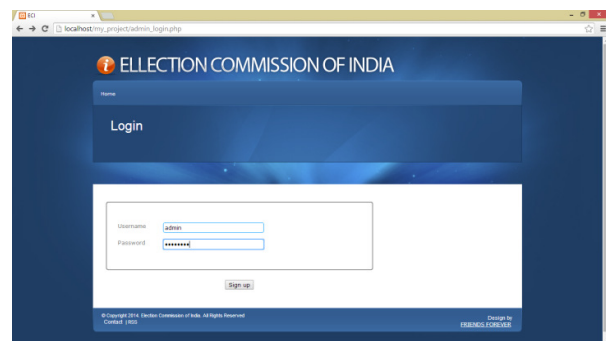 ECI
localhost/my_project/admin_login.php
ELLECTION COMMISSION OF INDIA
Home
Login
Username admin
Password ••••••••
Sign up
© Copyright 2014. Election Commission of India. All Rights Reserved
Contact | RSS
Design by
FRIENDS FOREVER